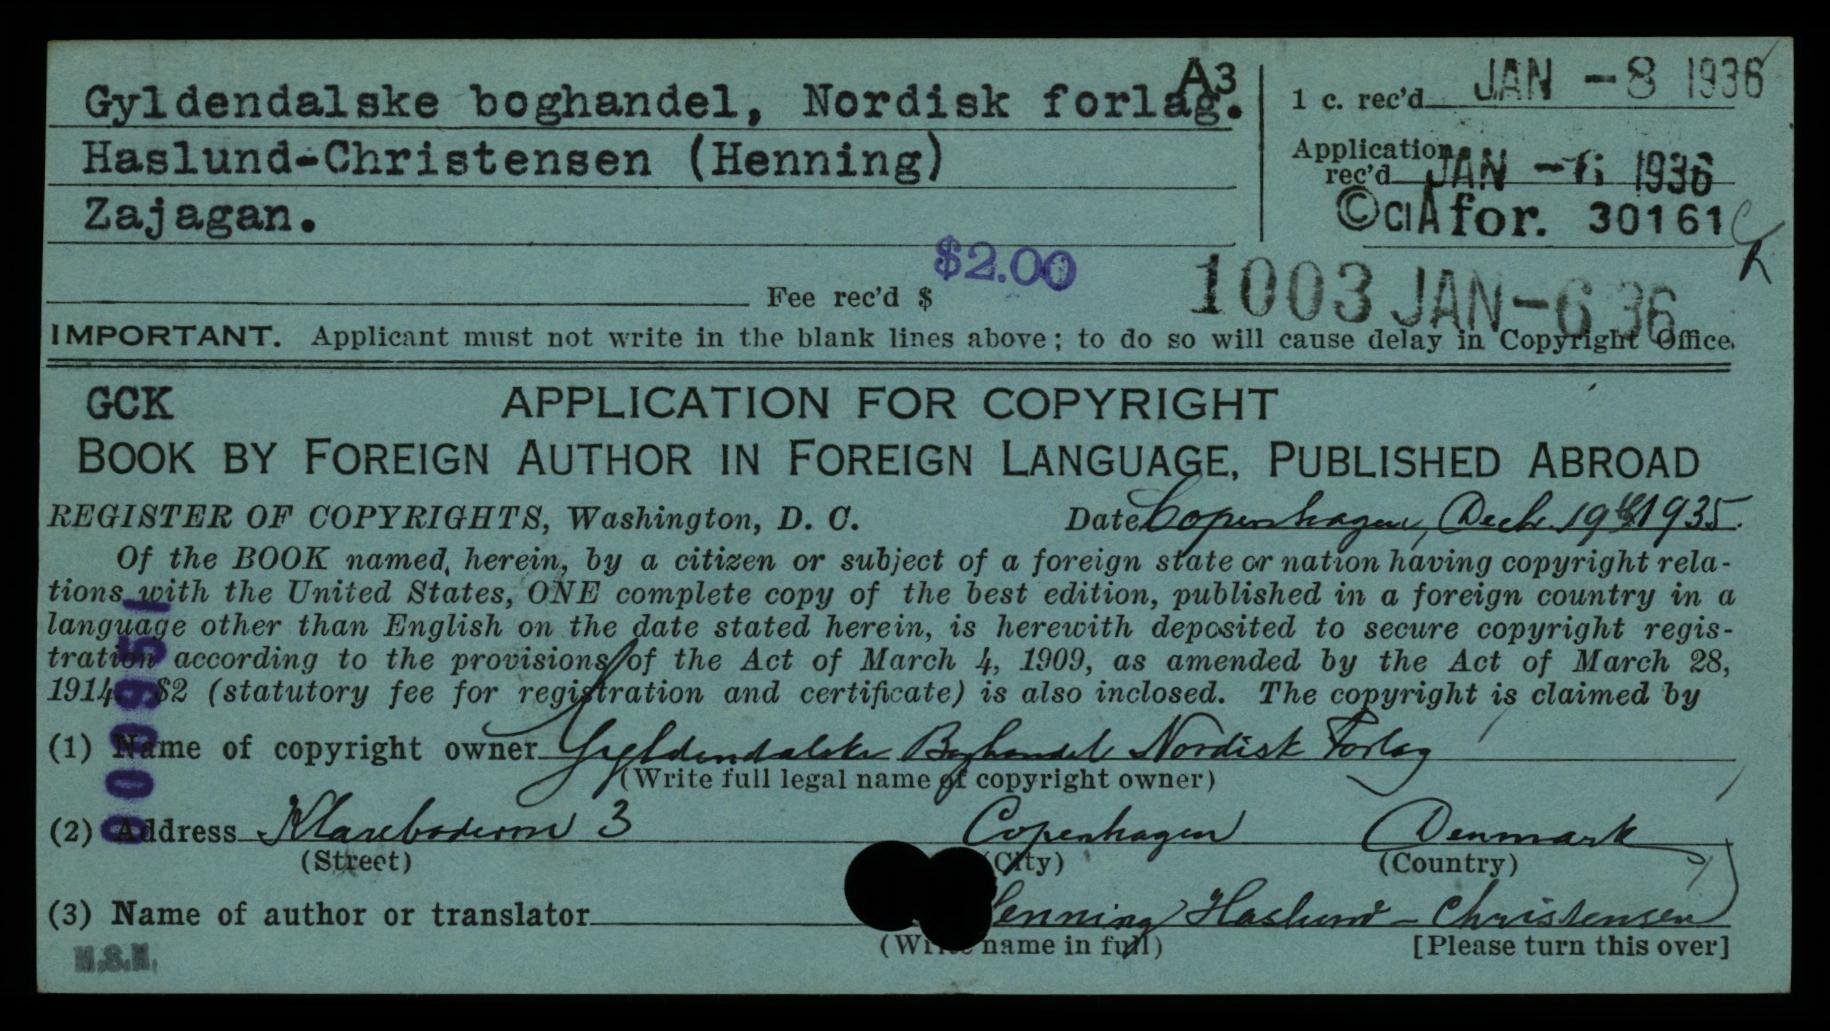 A3
Gyldendalske boghandel, Nordisk forlag.
Haslund-Christensen (Henning)
Zajagan.
1 c. rec'd JAN -8 1936
Application rec'd JAN -6 1936
©ClA for. 30161
$2.00
Fee rec'd $
1003 JAN-6 36
IMPORTANT. Applicant must not write in the blank lines above; to do so will cause delay in Copyright Office.
GCK
APPLICATION FOR COPYRIGHT
BOOK BY FOREIGN AUTHOR IN FOREIGN LANGUAGE, PUBLISHED ABROAD
REGISTER OF COPYRIGHTS, Washington, D. C. Date Copenhagen, Decbr. 19th 1935.
Of the BOOK named herein, by a citizen or subject of a foreign state or nation having copyright rela-
tions with the United States, ONE complete copy of the best edition, published in a foreign country in a
language other than English on the date stated herein, is herewith deposited to secure copyright regis-
tration according to the provisions of the Act of March 4, 1909, as amended by the Act of March 28,
1914. $2 (statutory fee for registration and certificate) is also inclosed. The copyright is claimed by
(1) Name of copyright owner Gyldendalske Boghandel Nordisk Forlag
(Write full legal name of copyright owner)
(2) Address Klareboderne 3 Copenhagen Denmark
(Street) (City) (Country)
(3) Name of author or translator Henning Haslund-Christensen
(Write name in full) [Please turn this over]
M.S.M.